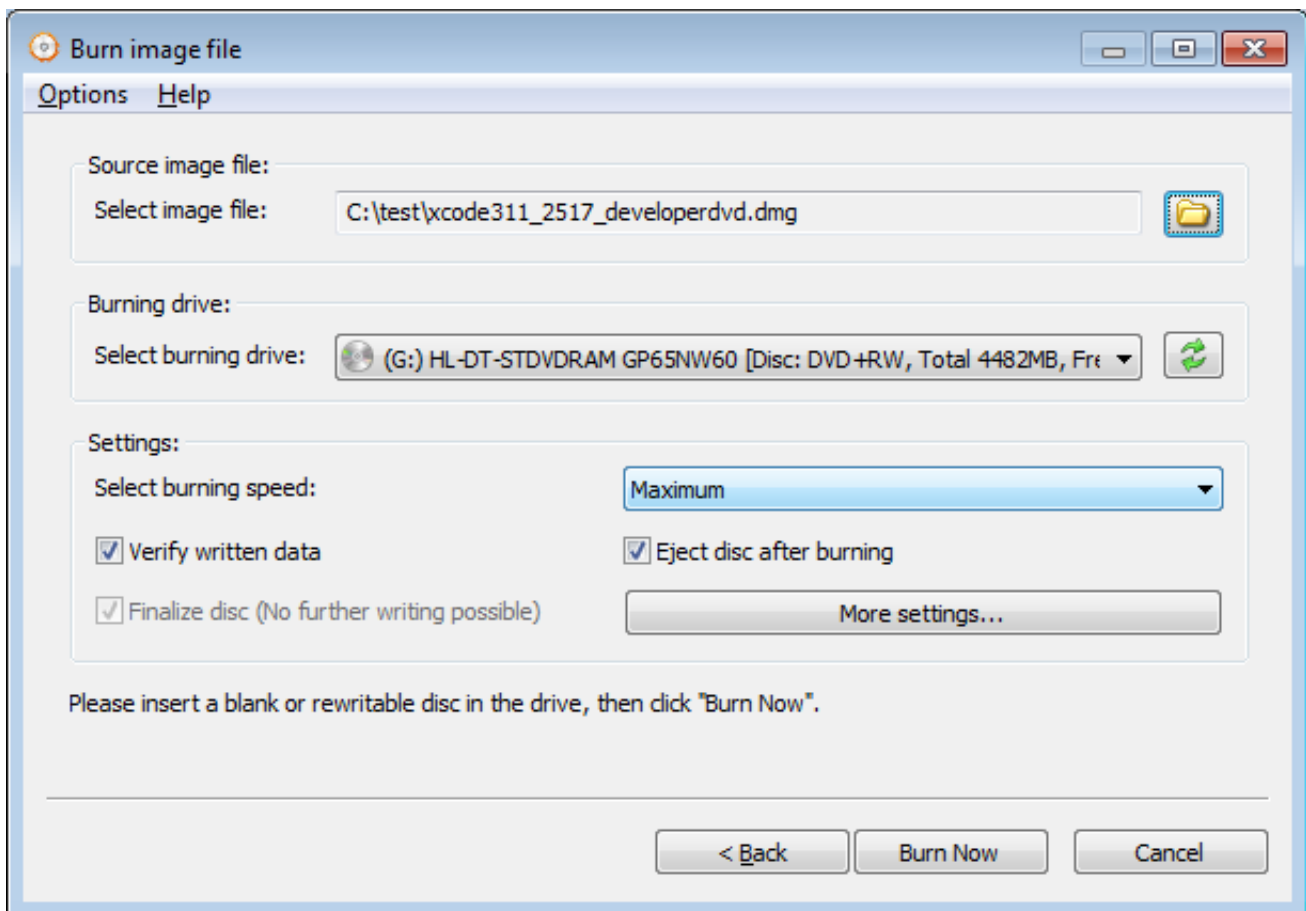 Burn image file
Options Help
Source image file:
Select image file: C:\test\xcode311_2517_developerdvd.dmg
Burning drive:
Select burning drive: (G:) HL-DT-STDVDRAM GP65NW60 [Disc: DVD+RW, Total 4482MB, Fre
Settings:
Select burning speed: Maximum
Verify written data Eject disc after burning
Finalize disc (No further writing possible) More settings...
Please insert a blank or rewritable disc in the drive, then click "Burn Now".
< Back Burn Now Cancel